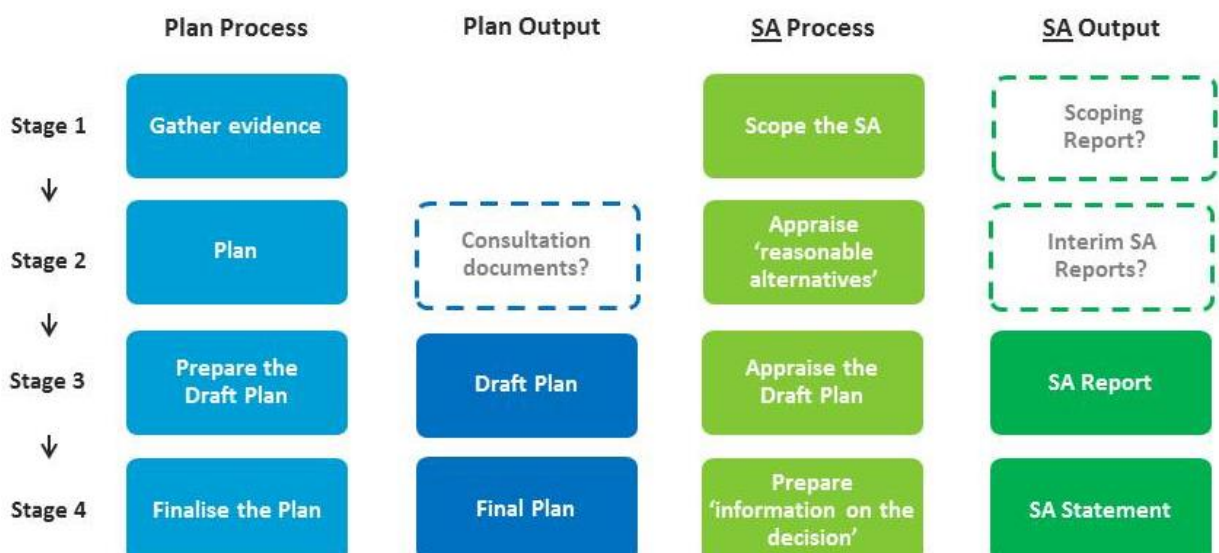 Plan Process
Plan Output
SA Process
SA Output
Stage 1
Gather evidence
Scope the SA
Scoping
Report?
Stage 2
Plan
Consultation
documents?
Appraise
‘reasonable
alternatives’
Interim SA
Reports?
Stage 3
Prepare the
Draft Plan
Draft Plan
Appraise the
Draft Plan
SA Report
Stage 4
Finalise the Plan
Final Plan
Prepare
‘information on the
decision’
SA Statement